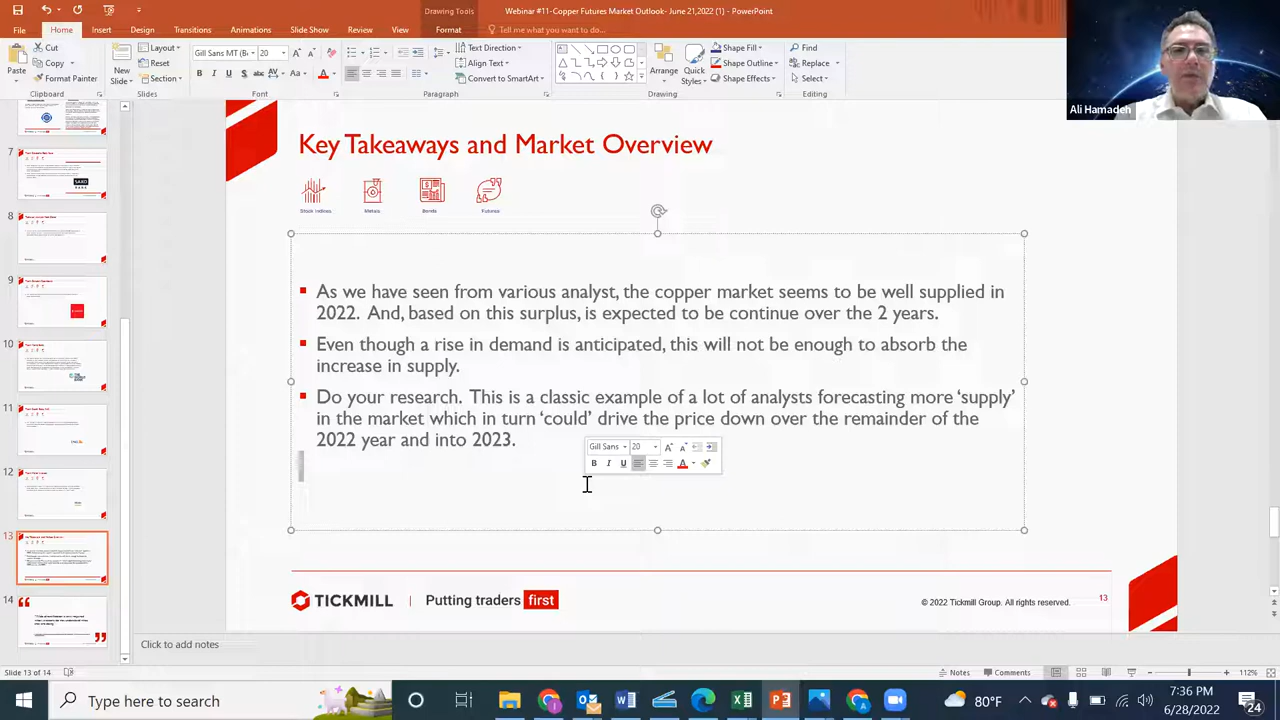 Drawing Tools
Webinar #11-Copper Futures Market Outlook- June 21,2022 (1) - PowerPoint
File Home Insert Design Transitions Animations Slide Show Review View Format Tell me what you want to do...
Cut
Copy
Format Painter
Paste
Clipboard
New
Slide
Layout
Reset
Section
Slides
Gill Sans MT (B 20
Font
Text Direction
Align Text
Convert to SmartArt
Paragraph
Arrange
Quick
Styles
Shape Fill
Shape Outline
Shape Effects
Drawing
Find
Replace
Select
Editing
Ali Hamadeh
7
8
9
10
11
12
13
14
Key Takeaways and Market Overview
Stock Indices Metals Bonds Futures
As we have seen from various analyst, the copper market seems to be well supplied in
2022. And, based on this surplus, is expected to be continue over the 2 years.
Even though a rise in demand is anticipated, this will not be enough to absorb the
increase in supply.
Do your research. This is a classic example of a lot of analysts forecasting more ‘supply’
in the market which in turn ‘could’ drive the price down over the remainder of the
2022 year and into 2023.
Gill Sans 20
TICKMILL | Putting traders first
© 2022 Tickmill Group. All rights reserved. 13
Click to add notes
Slide 13 of 14
Notes Comments 112%
Type here to search
80°F
7:36 PM
6/28/2022
24